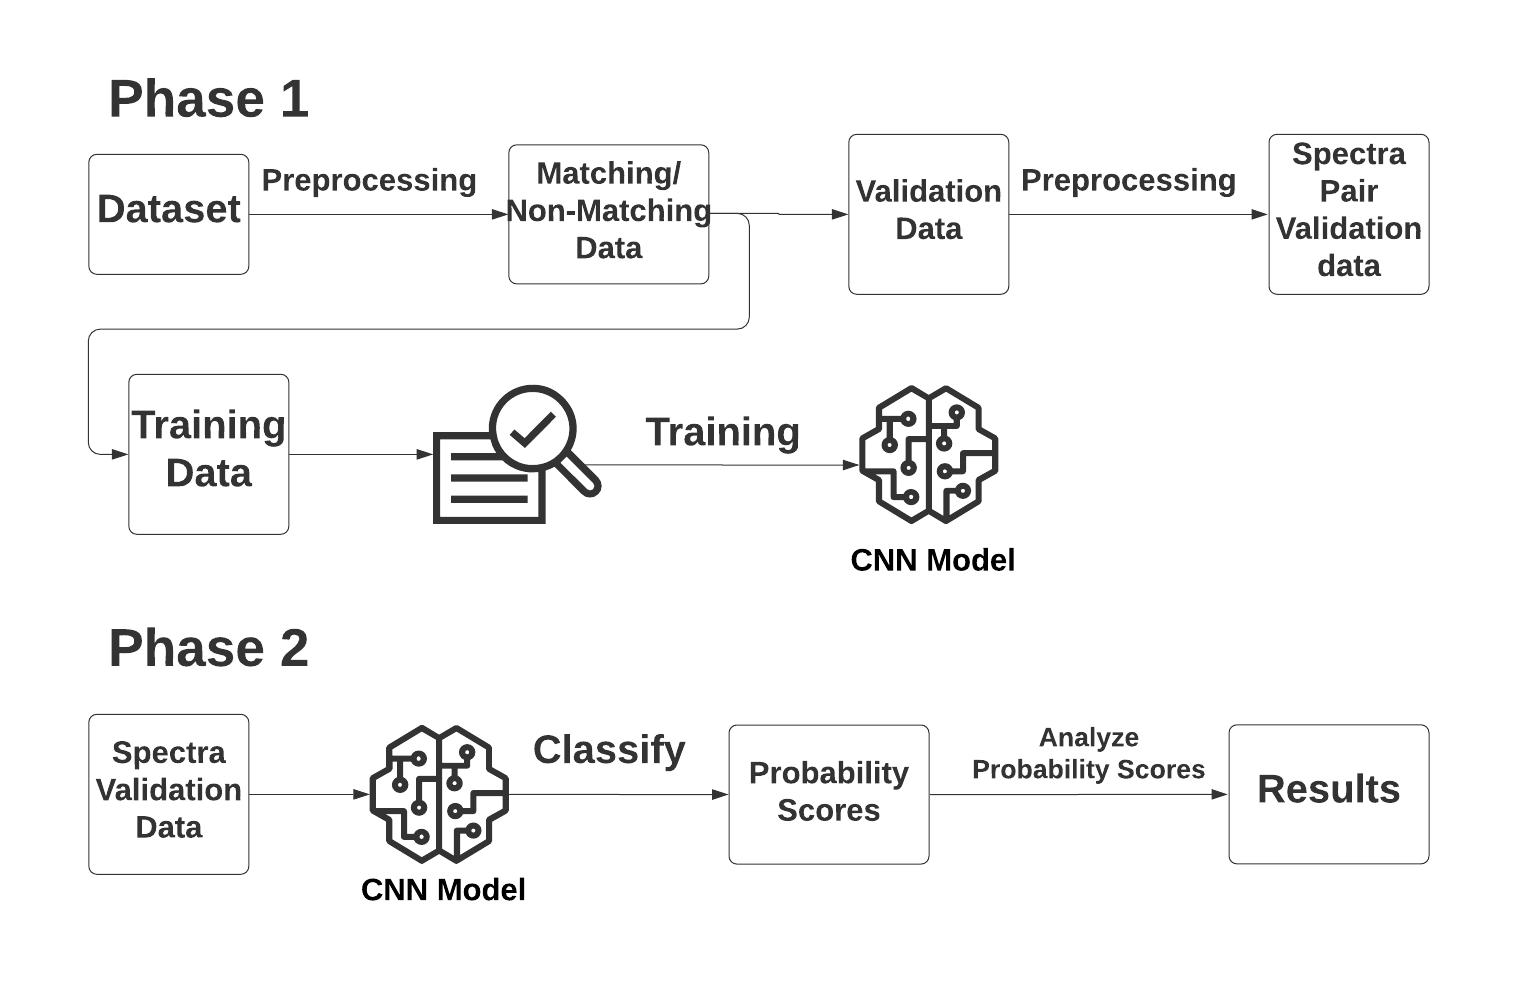 Phase 1
Dataset
Preprocessing
Matching/
Non-Matching
Data
Validation
Data
Preprocessing
Spectra
Pair
Validation
data
Training
Data
Training
CNN Model
Phase 2
Spectra
Validation
Data
CNN Model
Classify
Probability
Scores
Analyze
Probability Scores
Results